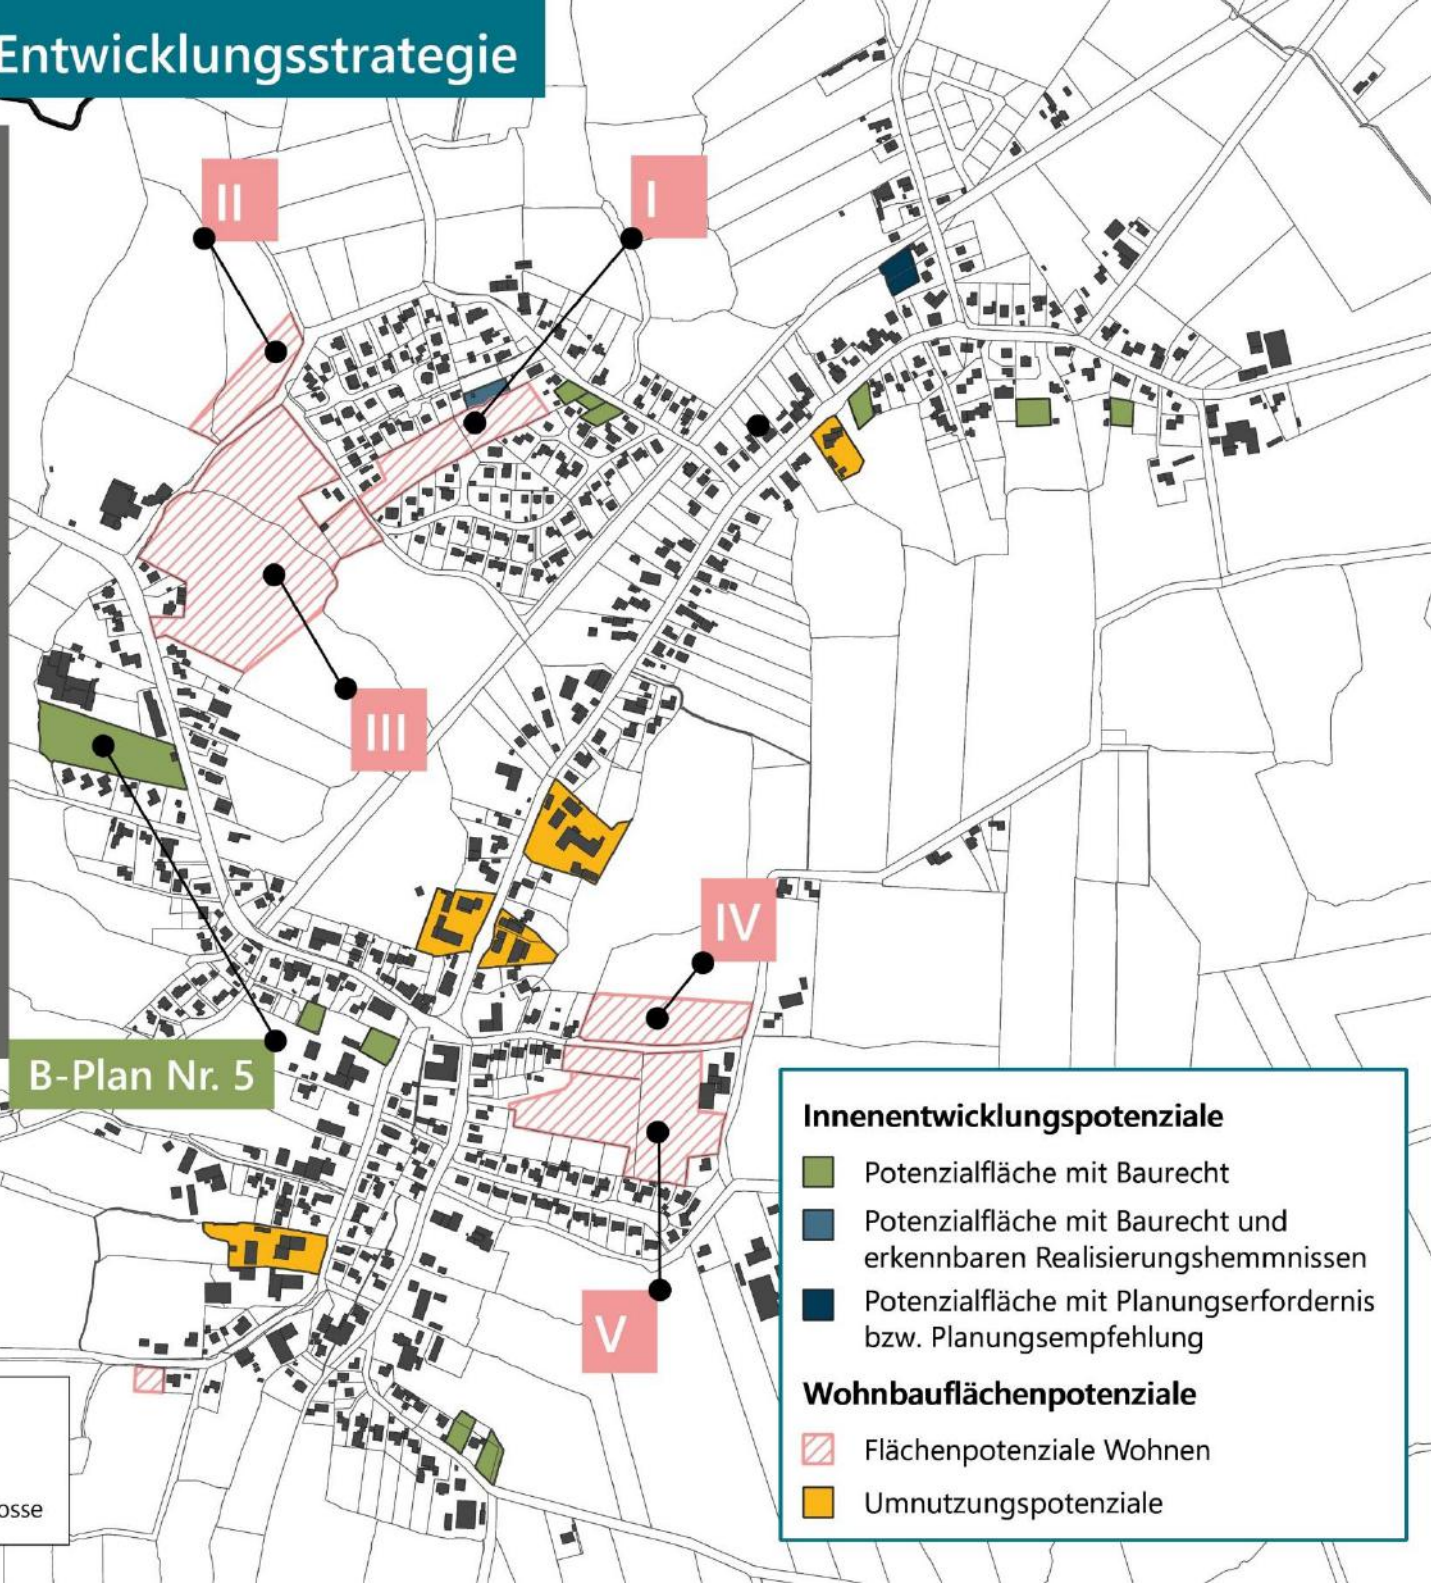 Entwicklungsstrategie
II
I
III
IV
B-Plan Nr. 5
V
Innenentwicklungspotenziale
Potenzialfläche mit Baurecht
Potenzialfläche mit Baurecht und
erkennbaren Realisierungshemmnissen
Potenzialfläche mit Planungserfordernis
bzw. Planungsempfehlung
Wohnbauflächenpotenziale
Flächenpotenziale Wohnen
Umnutzungspotenziale
osse